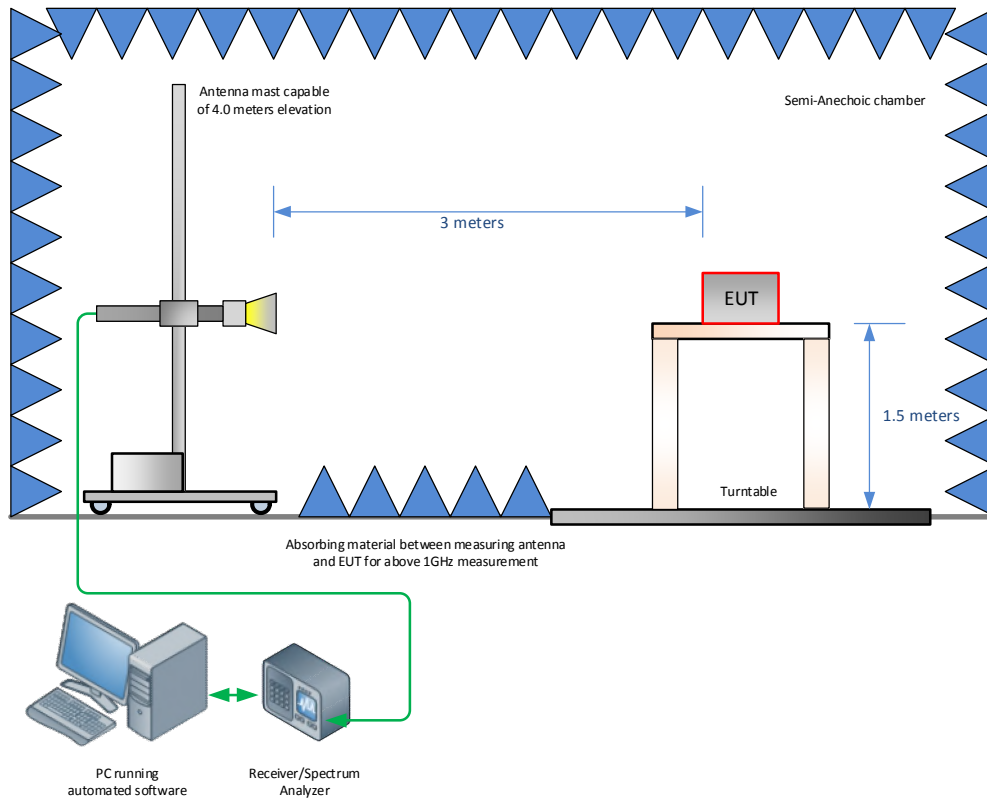 Antenna mast capable
of 4.0 meters elevation
Semi-Anechoic chamber
3 meters
EUT
1.5 meters
Turntable
Absorbing material between measuring antenna
and EUT for above 1GHz measurement
PC running
automated software
Receiver/Spectrum
Analyzer